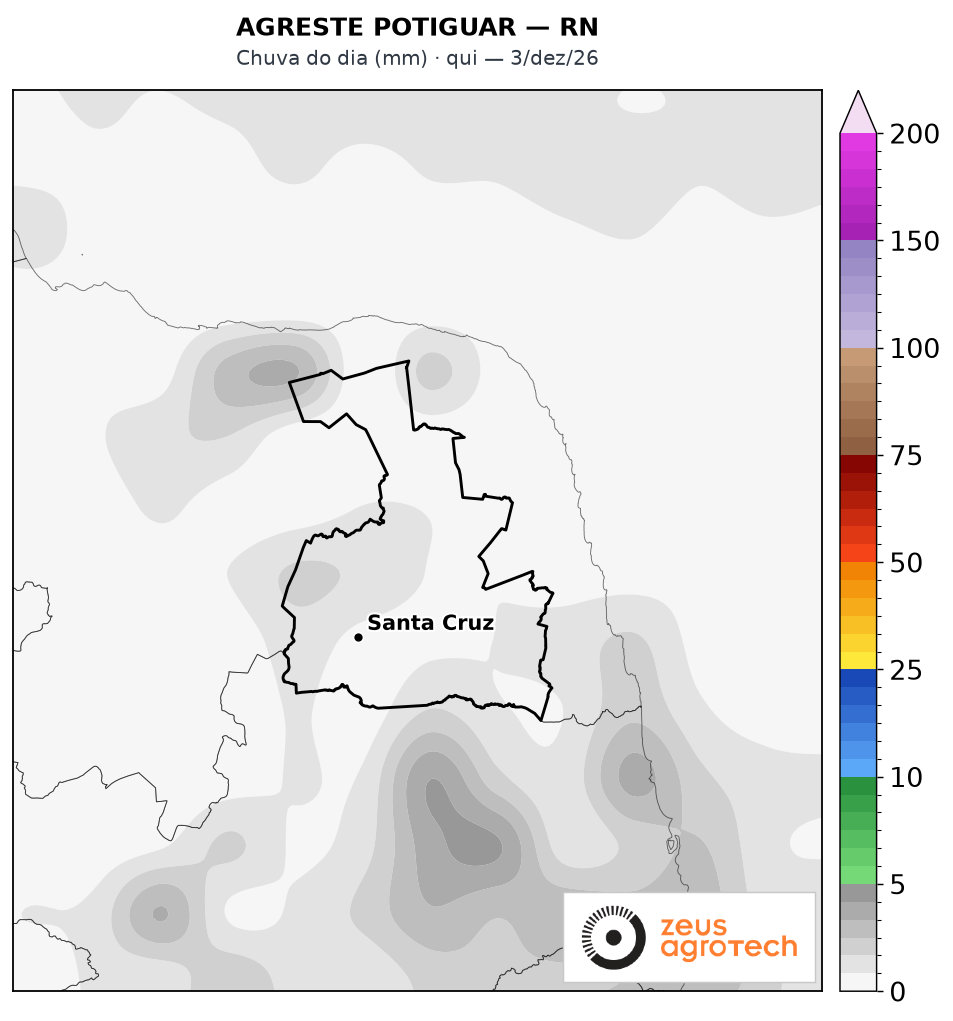 AGRESTE POTIGUAR — RN
Chuva do dia (mm) · qui — 3/dez/26
200
150
100
75
50
25
10
5
0
Santa Cruz
zeus
agrotech